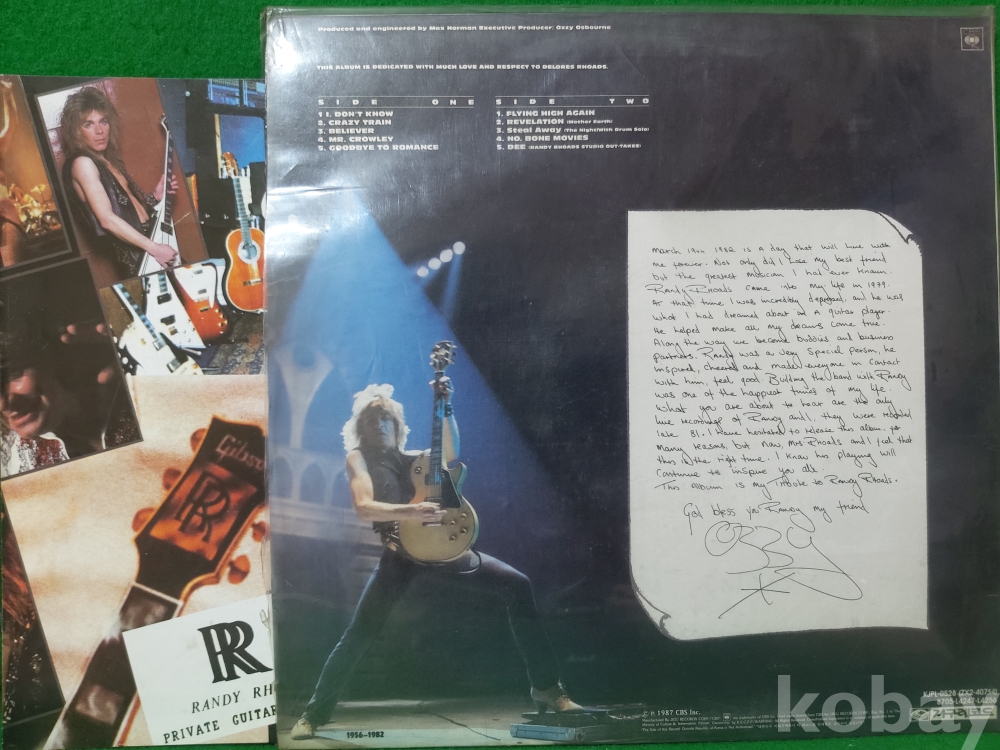 Produced and engineered by Max Norman Executive Producer: Ozzy Osbourne
THIS ALBUM IS DEDICATED WITH MUCH LOVE AND RESPECT TO DELORES RHOADS.
SIDE ONE
1 I. DON'T KNOW
2. CRAZY TRAIN
3. BELIEVER
4. MR. CROWLEY
5. GOODBYE TO ROMANCE
SIDE TWO
1. FLYING HIGH AGAIN
2. REVELATION (Mother Earth)
3. Steal Away (The Night)(With Drum Solo)
4. NO. BONE MOVIES
5. DEE (RANDY RHOADS STUDIO OUT-TAKES)
March 19th 1982 is a day that will live with
me forever. Not only did I lose my best friend
but the greatest musician I had ever known.
Randy Rhoads came into my life in 1979.
At that time I was incredibly depressed, and he was
what I had dreamed about in a guitar player.
He helped make all my dreams come true.
Along the way we became buddies and business
partners. Randy was a very special person, he
inspired, cheered and made everyone in contact
with him, feel good. Building the band with Randy
was one of the happiest times of my life.
What you are about to hear are the only
live recordings of Randy and I, they were recorded
late 81. I have hesitated to release this album for
many reasons, but now, Mrs Rhoads and I feel that
this is the right time. I know his playing will
continue to inspire you all.
This album is my Tribute to Randy Rhoads.
God bless you Randy my friend
Ozzy
Gibson
RR
RR
RANDY RHO
PRIVATE GUITAR
1956–1982
℗ © 1987 CBS Inc.
KJPL-0528 (ZX2-40714)
kobay